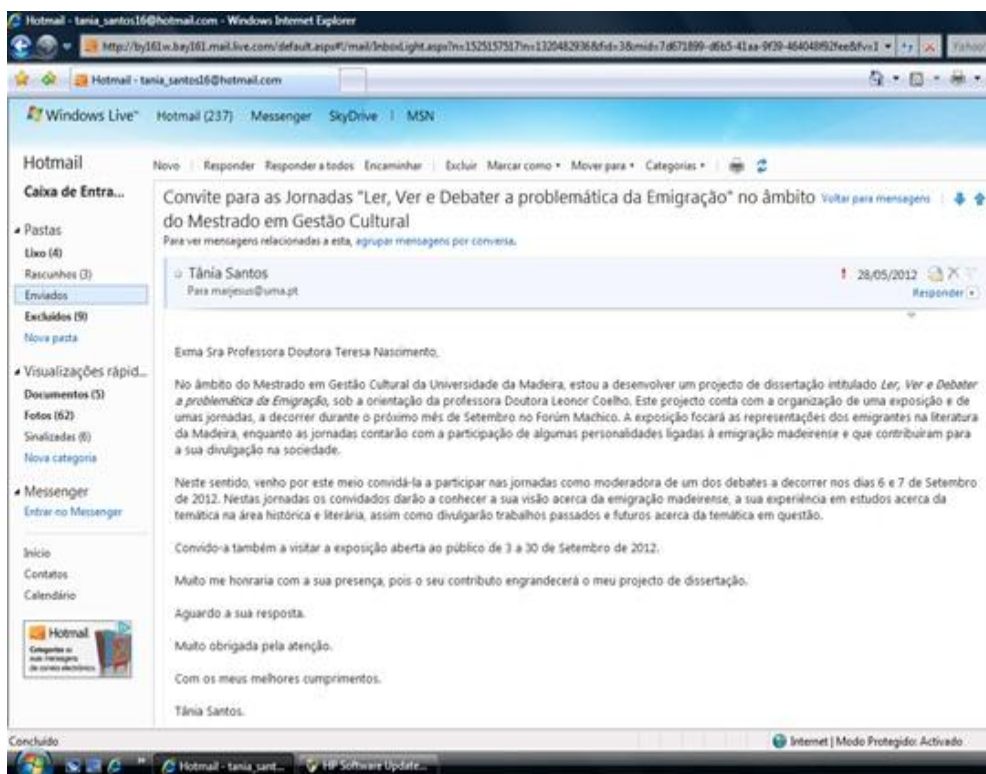 Hotmail - tania_santos16@hotmail.com - Windows Internet Explorer
Hotmail - tania_santos16@hotmail.com
Windows Live™ Hotmail (237) Messenger SkyDrive | MSN
Hotmail
Novo | Responder Responder a todos Encaminhar | Excluir Marcar como Mover para Categorias
Caixa de Entra...
Convite para as Jornadas "Ler, Ver e Debater a problemática da Emigração" no âmbito
do Mestrado em Gestão Cultural
Voltar para mensagens
Para ver mensagens relacionadas a esta, agrupar mensagens por conversa.
Pastas
Lixo (4)
Rascunhos (3)
Enviados
Excluídos (9)
Nova pasta
Tânia Santos
Para marjesus@uma.pt
! 28/05/2012
Responder
Visualizações rápid...
Documentos (5)
Fotos (62)
Sinalizadas (6)
Nova categoria
Messenger
Entrar no Messenger
Início
Contatos
Calendário
Hotmail
Exma Sra Professora Doutora Teresa Nascimento,
No âmbito do Mestrado em Gestão Cultural da Universidade da Madeira, estou a desenvolver um projecto de dissertação intitulado Ler, Ver e Debater
a problemática da Emigração, sob a orientação da professora Doutora Leonor Coelho. Este projecto conta com a organização de uma exposição e de
umas jornadas, a decorrer durante o próximo mês de Setembro no Forúm Machico. A exposição focará as representações dos emigrantes na literatura
da Madeira, enquanto as jornadas contarão com a participação de algumas personalidades ligadas à emigração madeirense e que contribuiram para
a sua divulgação na sociedade.
Neste sentido, venho por este meio convidá-la a participar nas jornadas como moderadora de um dos debates a decorrer nos dias 6 e 7 de Setembro
de 2012. Nestas jornadas os convidados darão a conhecer a sua visão acerca da emigração madeirense, a sua experiência em estudos acerca da
temática na área histórica e literária, assim como divulgarão trabalhos passados e futuros acerca da temática em questão.
Convido-a também a visitar a exposição aberta ao público de 3 a 30 de Setembro de 2012.
Muito me honraria com a sua presença, pois o seu contributo engrandecerá o meu projecto de dissertação.
Aguardo a sua resposta.
Muito obrigada pela atenção.
Com os meus melhores cumprimentos.
Tânia Santos.
Concluído
Internet | Modo Protegido: Activado
Hotmail - tania_sant...
HP Software Update...